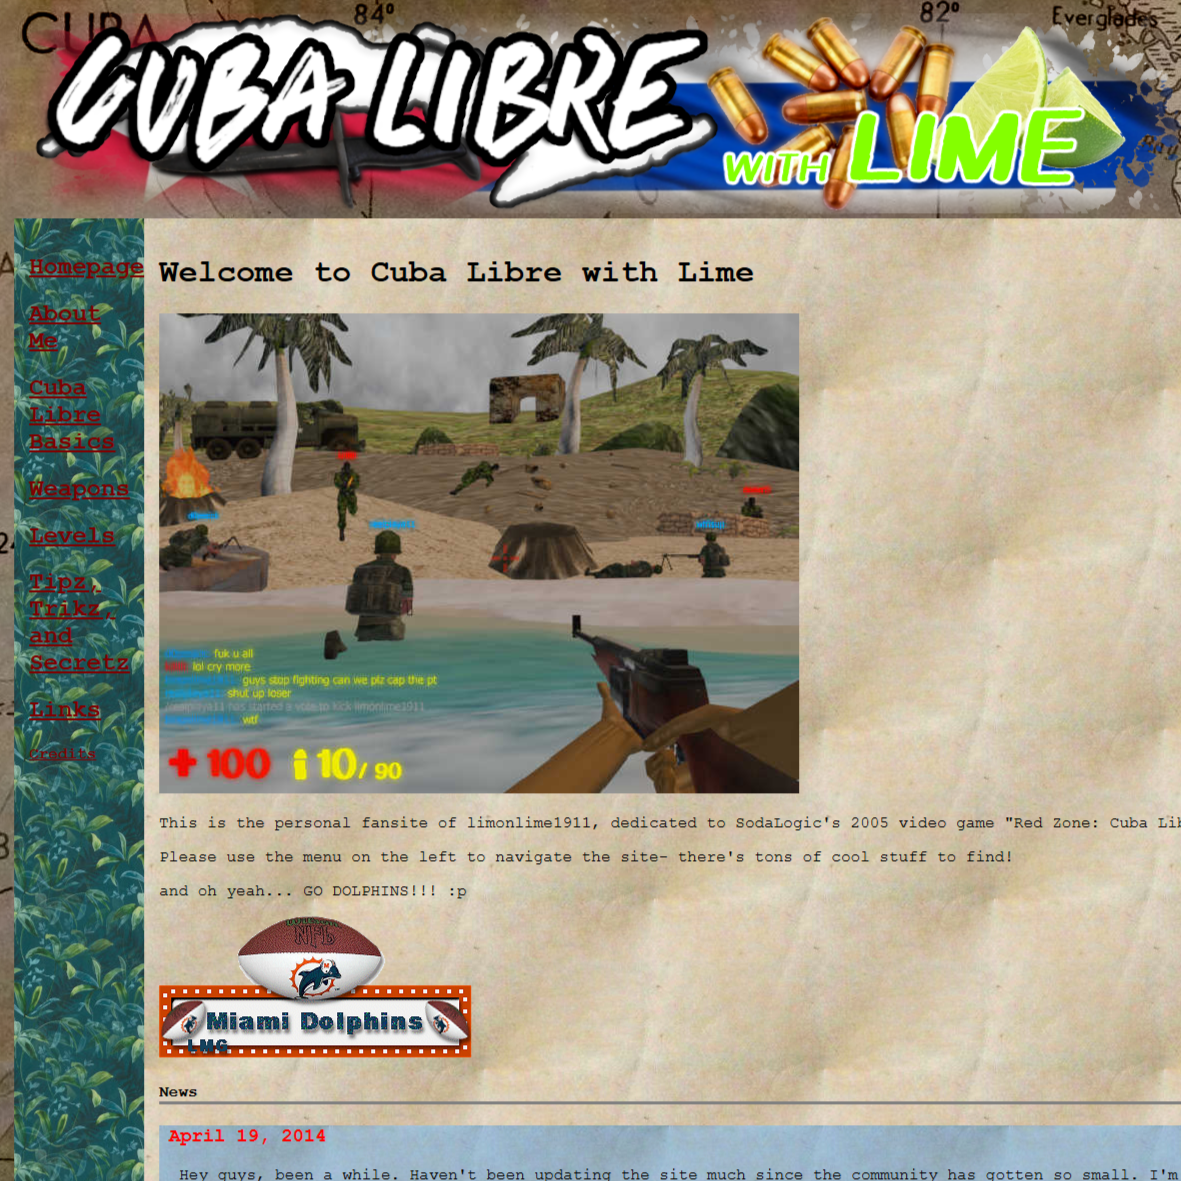 CUBA
84°
82°
Everglades
CUBA LIBRE
WITH LIME
Homepage
About
Me
Cuba
Libre
Basics
Weapons
Levels
Tipz,
Trikz,
and
Secretz
Links
Credits
Welcome to Cuba Libre with Lime
fuk u all
lol cry more
guys stop fighting can we plz cap the pt
shut up loser
has started a vote to kick limonlime1911
wtf
100 10/ 90
This is the personal fansite of limonlime1911, dedicated to SodaLogic's 2005 video game "Red Zone: Cuba Lib
Please use the menu on the left to navigate the site- there's tons of cool stuff to find!
and oh yeah... GO DOLPHINS!!! :p
NFL
Miami Dolphins
LMG
News
April 19, 2014
Hey guys, been a while. Haven't been updating the site much since the community has gotten so small. I'm